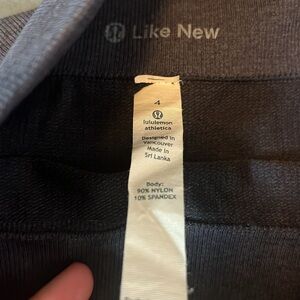 Like New
4
lululemon
athletica
Designed in
Vancouver
Made in
Sri Lanka
Body:
90% NYLON
10% SPANDEX